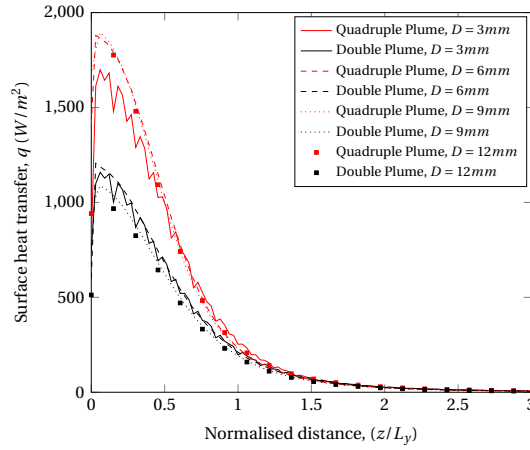 2,000
1,500
1,000
500
0
Surface heat transfer, q (W/m²)
0
0.5
1
1.5
2
2.5
3
Normalised distance, (z/L_y)
Quadruple Plume, D = 3mm
Double Plume, D = 3mm
Quadruple Plume, D = 6mm
Double Plume, D = 6mm
Quadruple Plume, D = 9mm
Double Plume, D = 9mm
Quadruple Plume, D = 12mm
Double Plume, D = 12mm